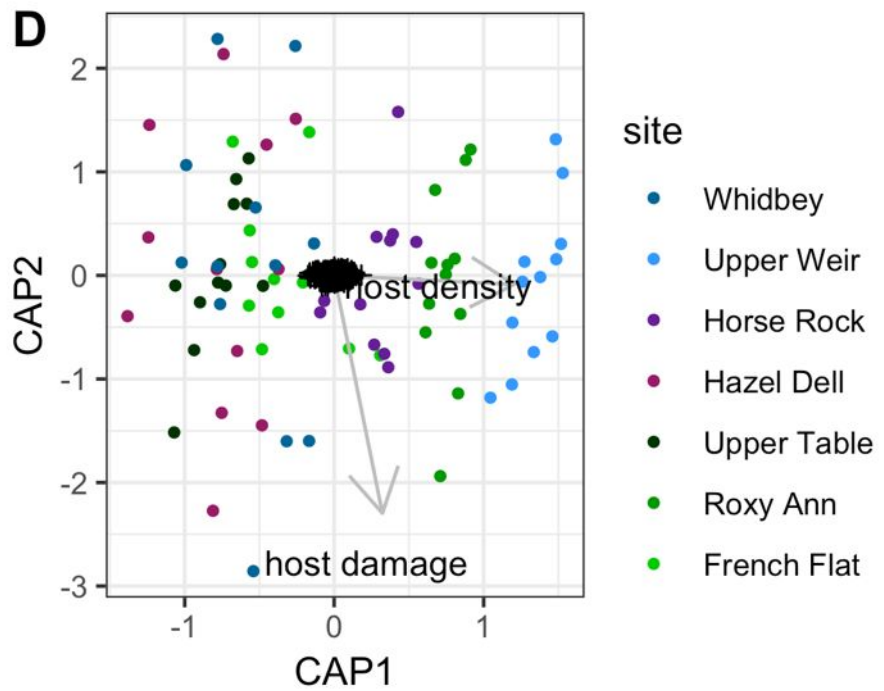 D
site
Whidbey
Upper Weir
Horse Rock
Hazel Dell
Upper Table
Roxy Ann
French Flat
CAP2
2
1
0
-1
-2
-3
host density
host damage
-1 0 1
CAP1